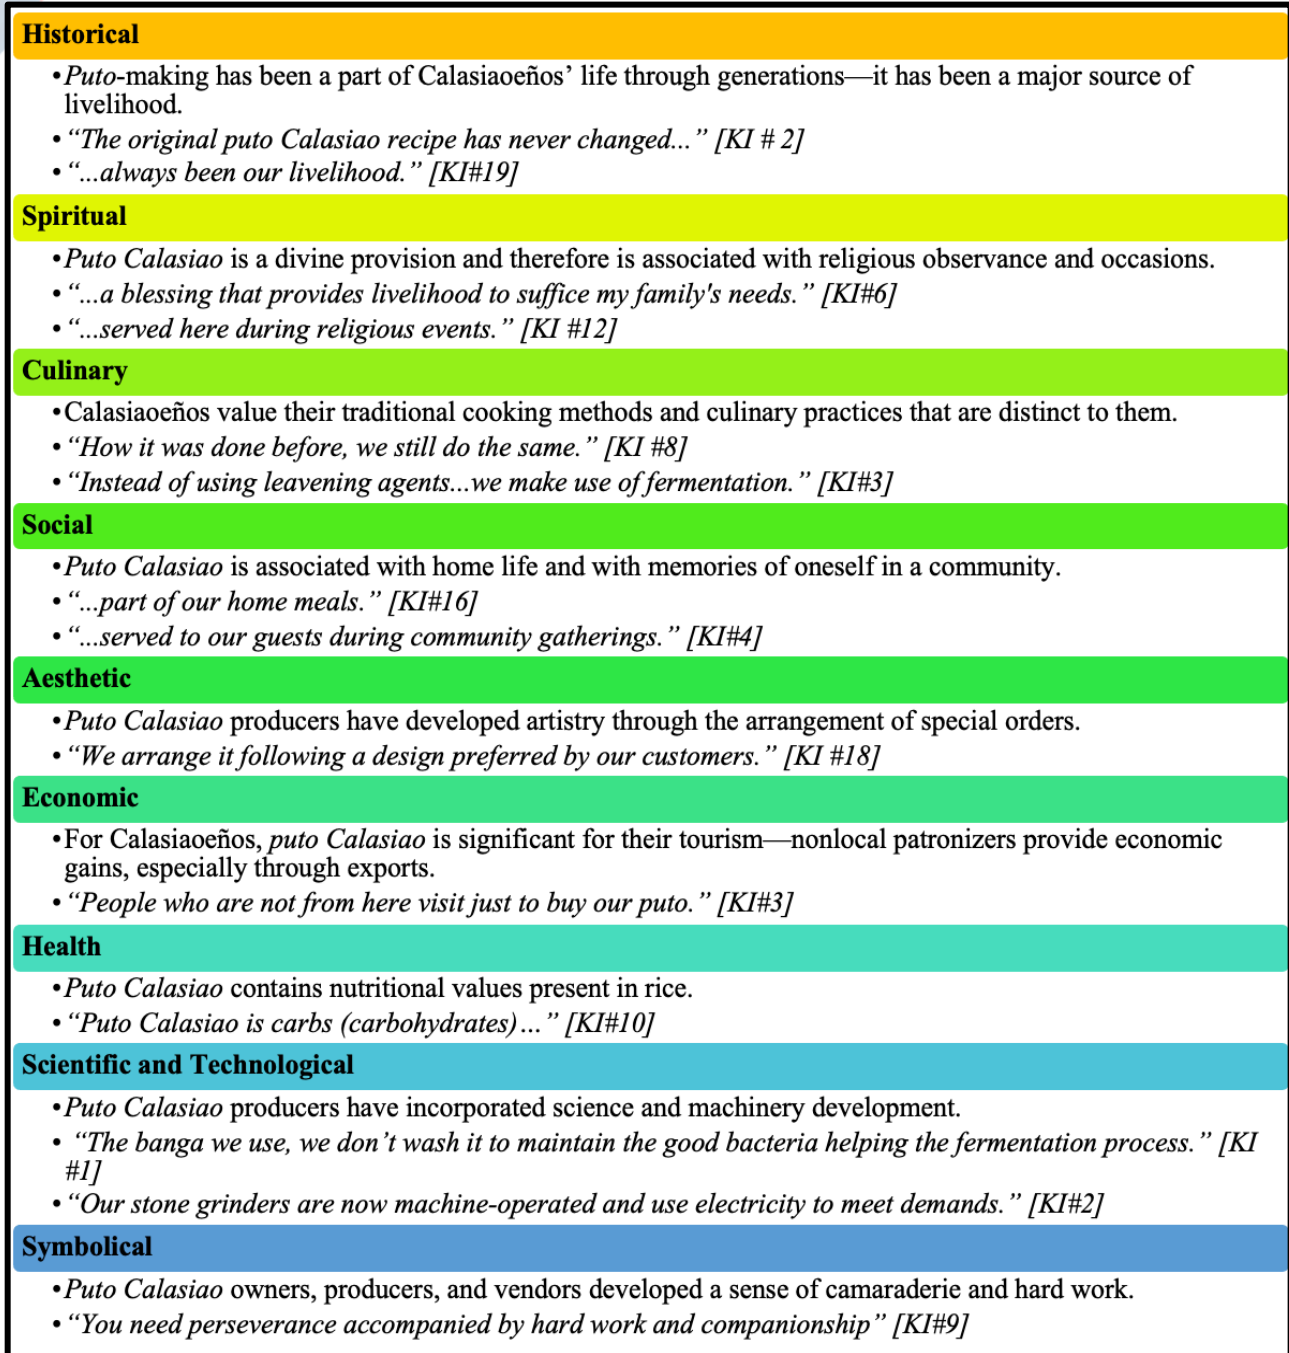 Historical
•Puto-making has been a part of Calasiaoeños’ life through generations—it has been a major source of
livelihood.
•“The original puto Calasiao recipe has never changed...” [KI # 2]
•“...always been our livelihood.” [KI#19]
Spiritual
•Puto Calasiao is a divine provision and therefore is associated with religious observance and occasions.
•“...a blessing that provides livelihood to suffice my family's needs.” [KI#6]
•“...served here during religious events.” [KI #12]
Culinary
•Calasiaoeños value their traditional cooking methods and culinary practices that are distinct to them.
•“How it was done before, we still do the same.” [KI #8]
•“Instead of using leavening agents...we make use of fermentation.” [KI#3]
Social
•Puto Calasiao is associated with home life and with memories of oneself in a community.
•“...part of our home meals.” [KI#16]
•“...served to our guests during community gatherings.” [KI#4]
Aesthetic
•Puto Calasiao producers have developed artistry through the arrangement of special orders.
•“We arrange it following a design preferred by our customers.” [KI #18]
Economic
•For Calasiaoeños, puto Calasiao is significant for their tourism—nonlocal patronizers provide economic
gains, especially through exports.
•“People who are not from here visit just to buy our puto.” [KI#3]
Health
•Puto Calasiao contains nutritional values present in rice.
•“Puto Calasiao is carbs (carbohydrates)...” [KI#10]
Scientific and Technological
•Puto Calasiao producers have incorporated science and machinery development.
• “The banga we use, we don’t wash it to maintain the good bacteria helping the fermentation process.” [KI
#1]
•“Our stone grinders are now machine-operated and use electricity to meet demands.” [KI#2]
Symbolical
•Puto Calasiao owners, producers, and vendors developed a sense of camaraderie and hard work.
•“You need perseverance accompanied by hard work and companionship” [KI#9]